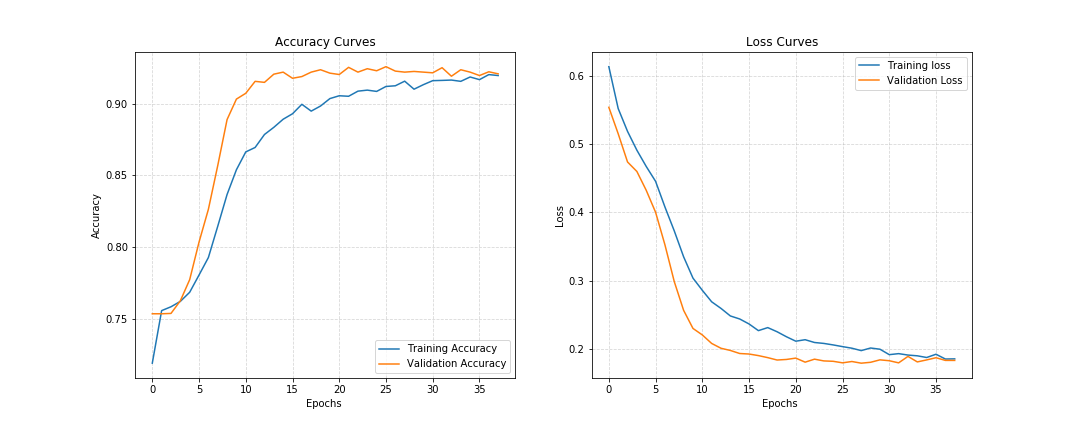 Accuracy Curves
Accuracy
0.90
0.85
0.80
0.75
Training Accuracy
Validation Accuracy
0 5 10 15 20 25 30 35
Epochs
Loss Curves
Loss
0.6
0.5
0.4
0.3
0.2
Training loss
Validation Loss
0 5 10 15 20 25 30 35
Epochs